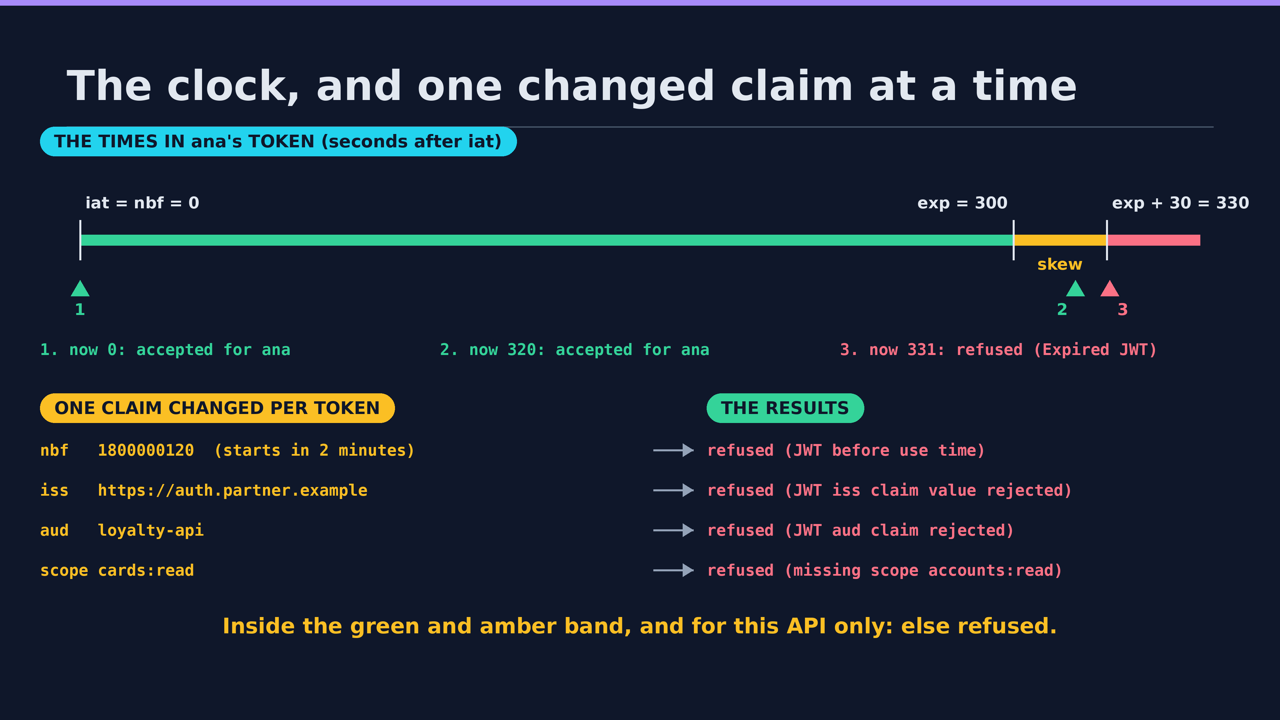 The clock, and one changed claim at a time
THE TIMES IN ana's TOKEN (seconds after iat)
iat = nbf = 0
exp = 300
exp + 30 = 330
skew
1
2
3
1. now 0: accepted for ana
2. now 320: accepted for ana
3. now 331: refused (Expired JWT)
ONE CLAIM CHANGED PER TOKEN
THE RESULTS
nbf 1800000120 (starts in 2 minutes)
refused (JWT before use time)
iss https://auth.partner.example
refused (JWT iss claim value rejected)
aud loyalty-api
refused (JWT aud claim rejected)
scope cards:read
refused (missing scope accounts:read)
Inside the green and amber band, and for this API only: else refused.